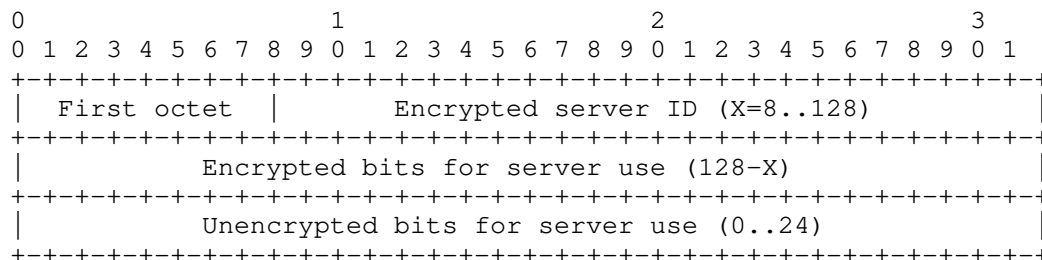 0                   1                   2                   3
0 1 2 3 4 5 6 7 8 9 0 1 2 3 4 5 6 7 8 9 0 1 2 3 4 5 6 7 8 9 0 1
+-+-+-+-+-+-+-+-+-+-+-+-+-+-+-+-+-+-+-+-+-+-+-+-+-+-+-+-+-+-+-+-+
|  First octet  |       Encrypted server ID (X=8..128)          |
+-+-+-+-+-+-+-+-+-+-+-+-+-+-+-+-+-+-+-+-+-+-+-+-+-+-+-+-+-+-+-+-+
|           Encrypted bits for server use (128-X)               |
+-+-+-+-+-+-+-+-+-+-+-+-+-+-+-+-+-+-+-+-+-+-+-+-+-+-+-+-+-+-+-+-+
|           Unencrypted bits for server use (0..24)             |
+-+-+-+-+-+-+-+-+-+-+-+-+-+-+-+-+-+-+-+-+-+-+-+-+-+-+-+-+-+-+-+-+